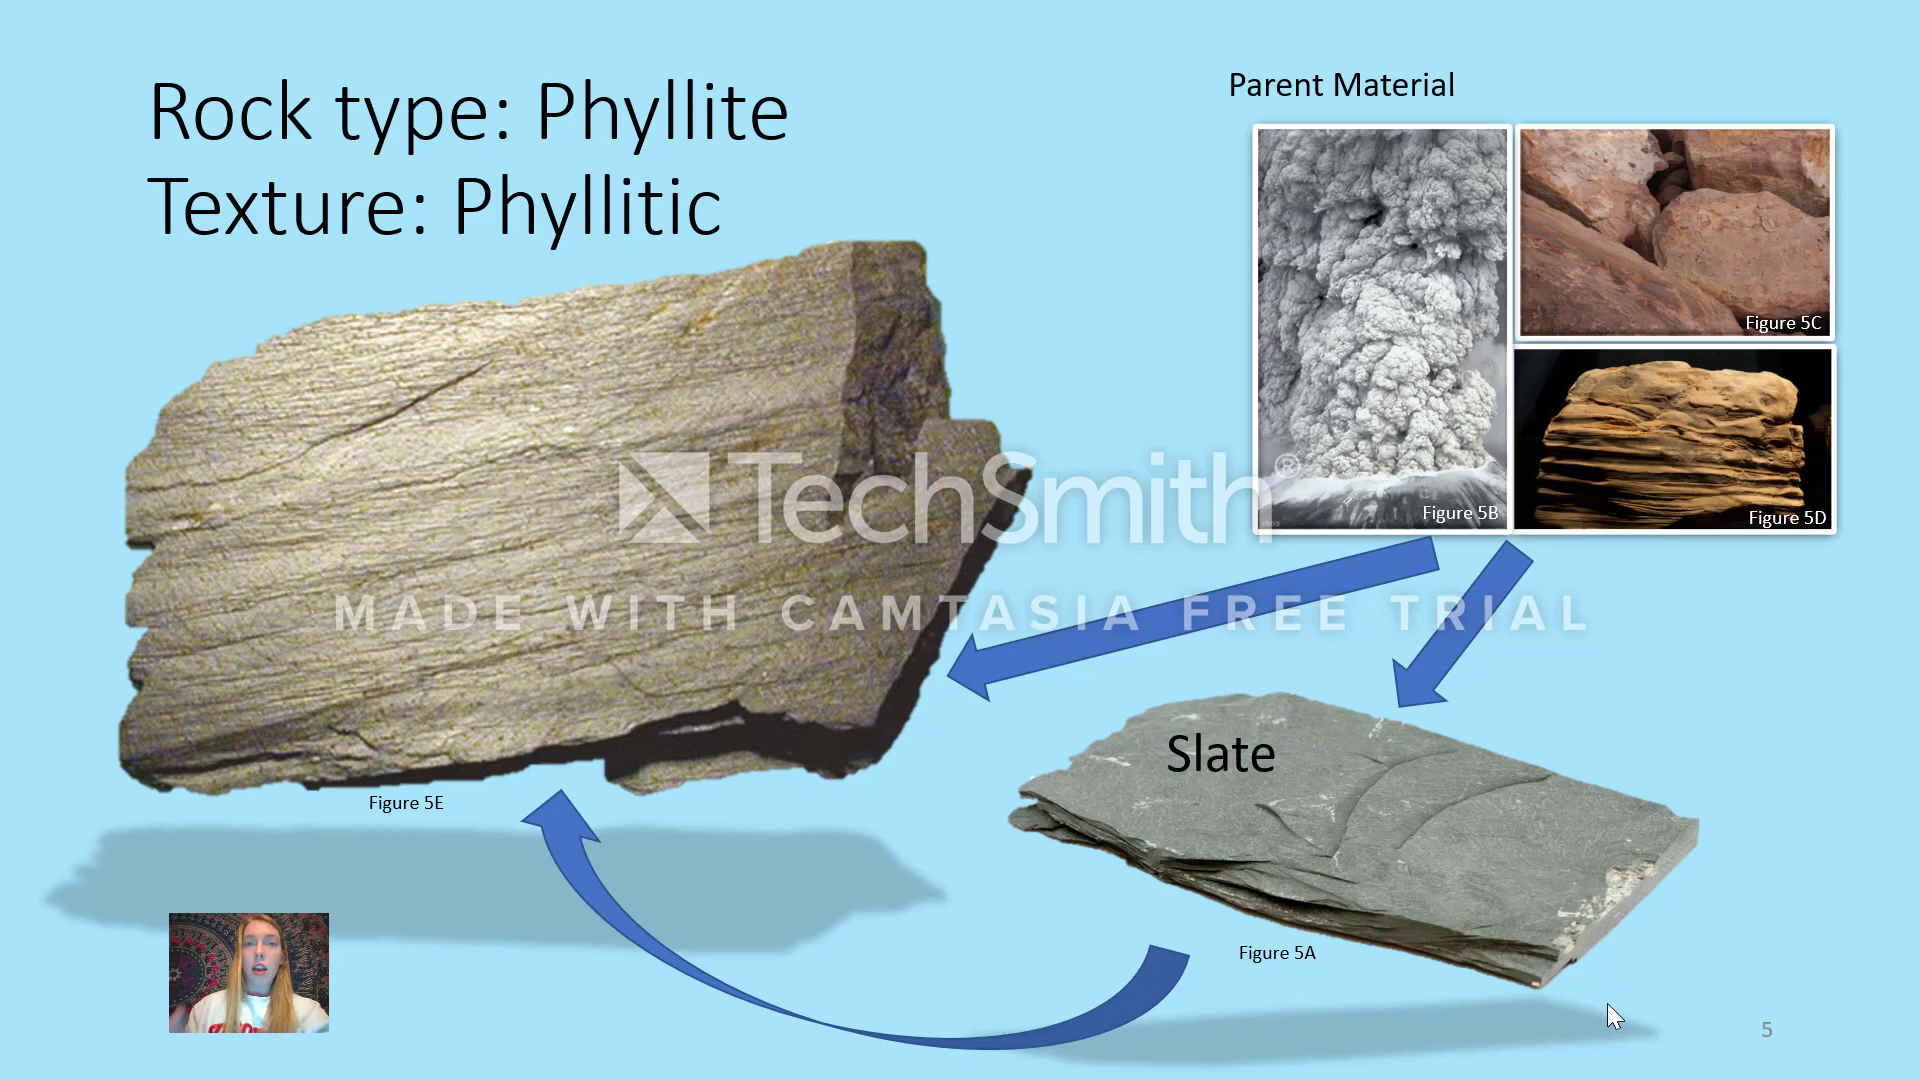 Rock type: Phyllite
Texture: Phyllitic
Parent Material
Figure 5C
Figure 5B
Figure 5D
TechSmith®
MADE WITH CAMTASIA FREE TRIAL
Slate
Figure 5E
Figure 5A
5